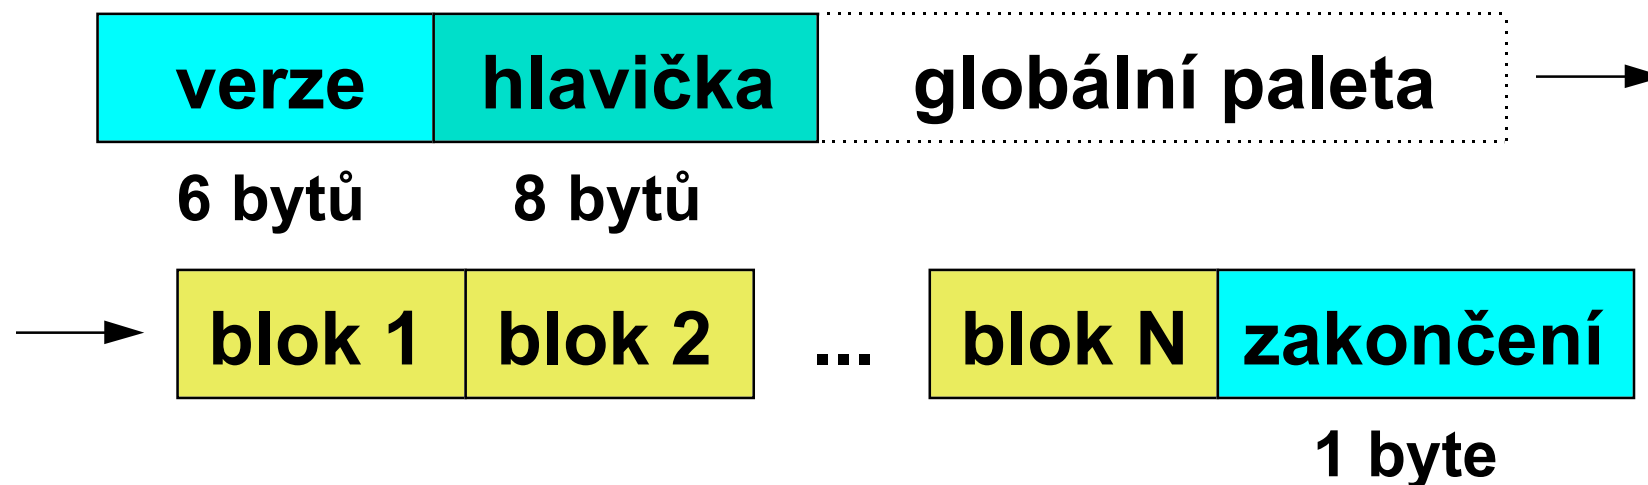 verze hlavička globální paleta
6 bytů 8 bytů
blok 1 blok 2 ... blok N zakončení
1 byte